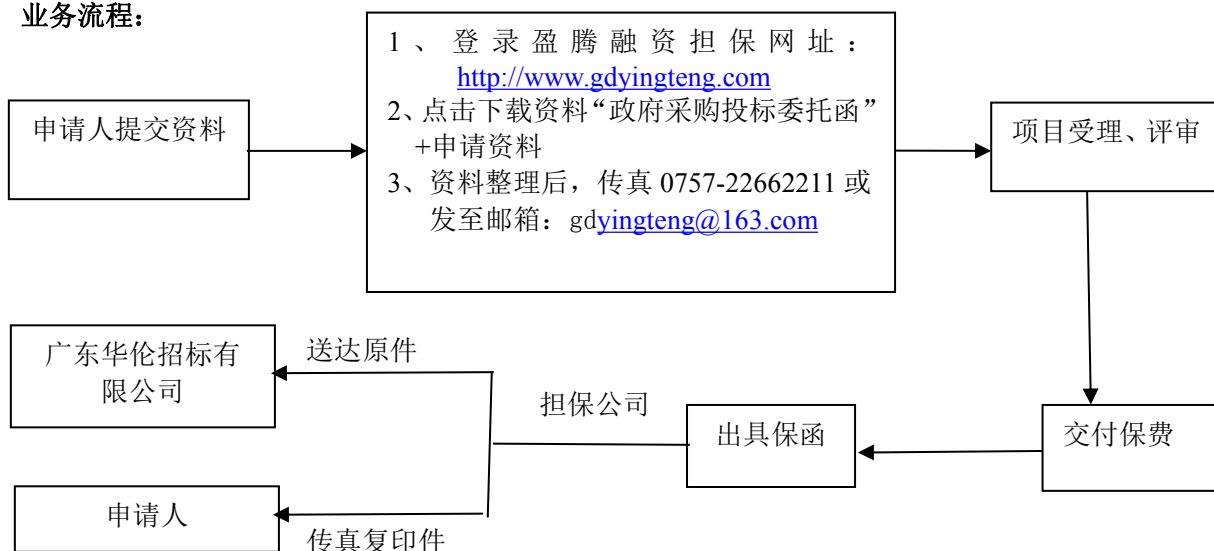 业务流程：
申请人提交资料
1、登录盈腾融资担保网址：
http://www.gdyingteng.com
2、点击下载资料“政府采购投标委托函”
+申请资料
3、资料整理后，传真 0757-22662211 或
发至邮箱：gdyingteng@163.com
项目受理、评审
交付保费
出具保函
担保公司
送达原件
广东华伦招标有
限公司
传真复印件
申请人